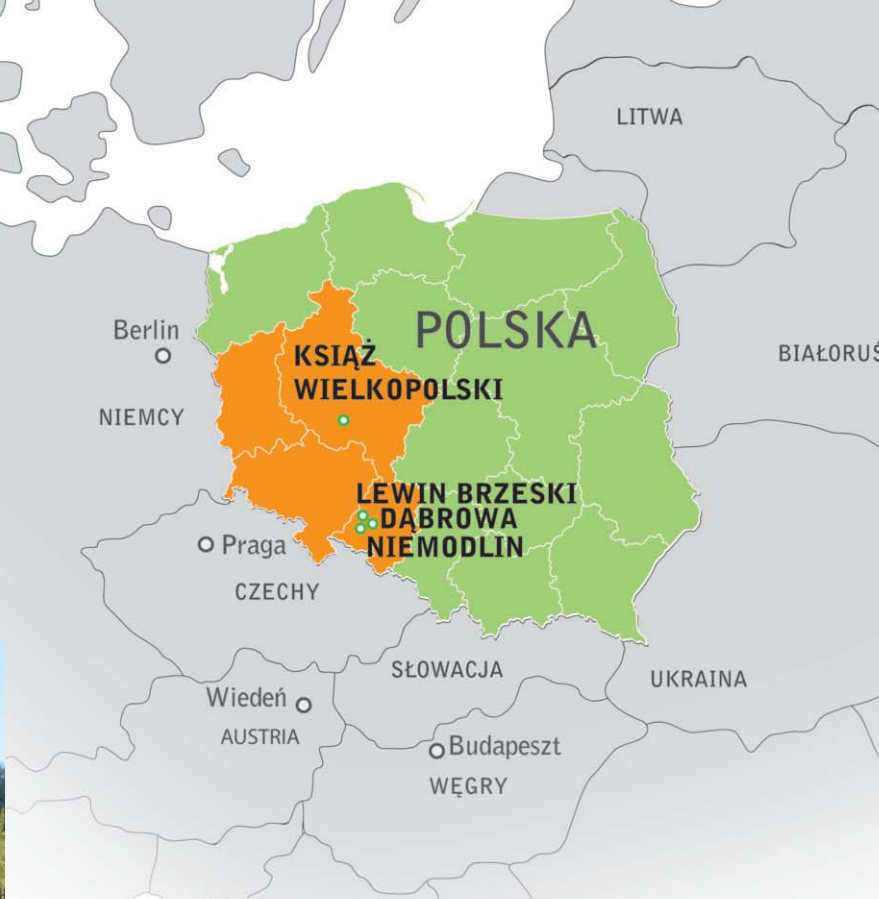 LITWA
POLSKA
Berlin
KSIĄŻ
WIELKOPOLSKI
BIAŁORUŚ
NIEMCY
LEWIN BRZESKI
DĄBROWA
NIEMODLIN
Praga
CZECHY
SŁOWACJA
UKRAINA
Wiedeń
AUSTRIA
Budapeszt
WĘGRY